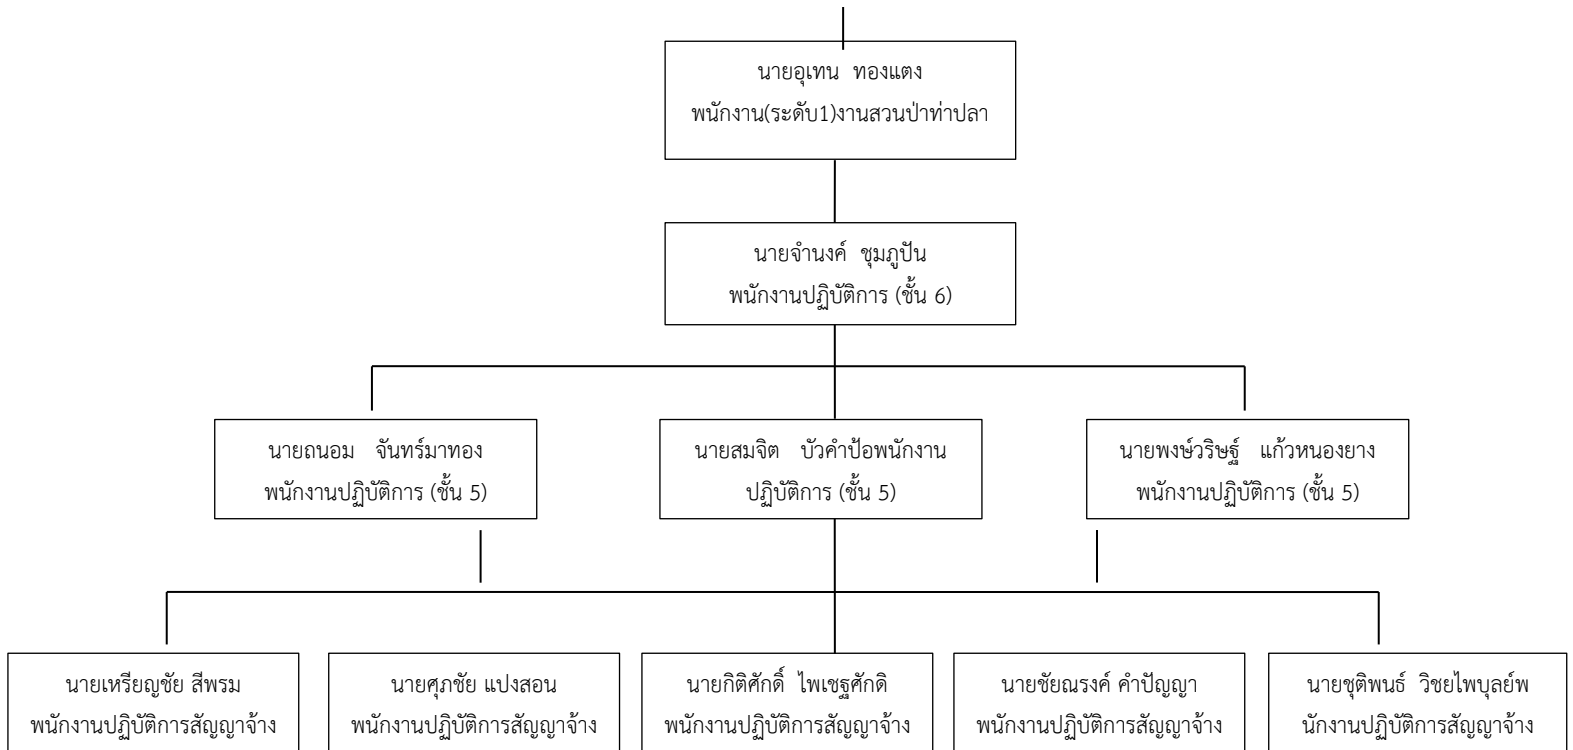 นายอุเทน ทองแตง
พนักงาน(ระดับ1)งานสวนป่าท่าปลา
นายจำนงค์ ชุมภูปัน
พนักงานปฏิบัติการ (ชั้น 6)
นายถนอม จันทร์มาทอง
พนักงานปฏิบัติการ (ชั้น 5)
นายสมจิต บัวคำป้อพนักงาน
ปฏิบัติการ (ชั้น 5)
นายพงษ์วริษฐ์ แก้วหนองยาง
พนักงานปฏิบัติการ (ชั้น 5)
นายเหรียญชัย สีพรม
พนักงานปฏิบัติการสัญญาจ้าง
นายศุภชัย แปงสอน
พนักงานปฏิบัติการสัญญาจ้าง
นายกิติศักดิ์ ไพเชฐศักดิ
พนักงานปฏิบัติการสัญญาจ้าง
นายชัยณรงค์ คำปัญญา
พนักงานปฏิบัติการสัญญาจ้าง
นายชุติพนธ์ วิชยไพบุลย์พ
นักงานปฏิบัติการสัญญาจ้าง